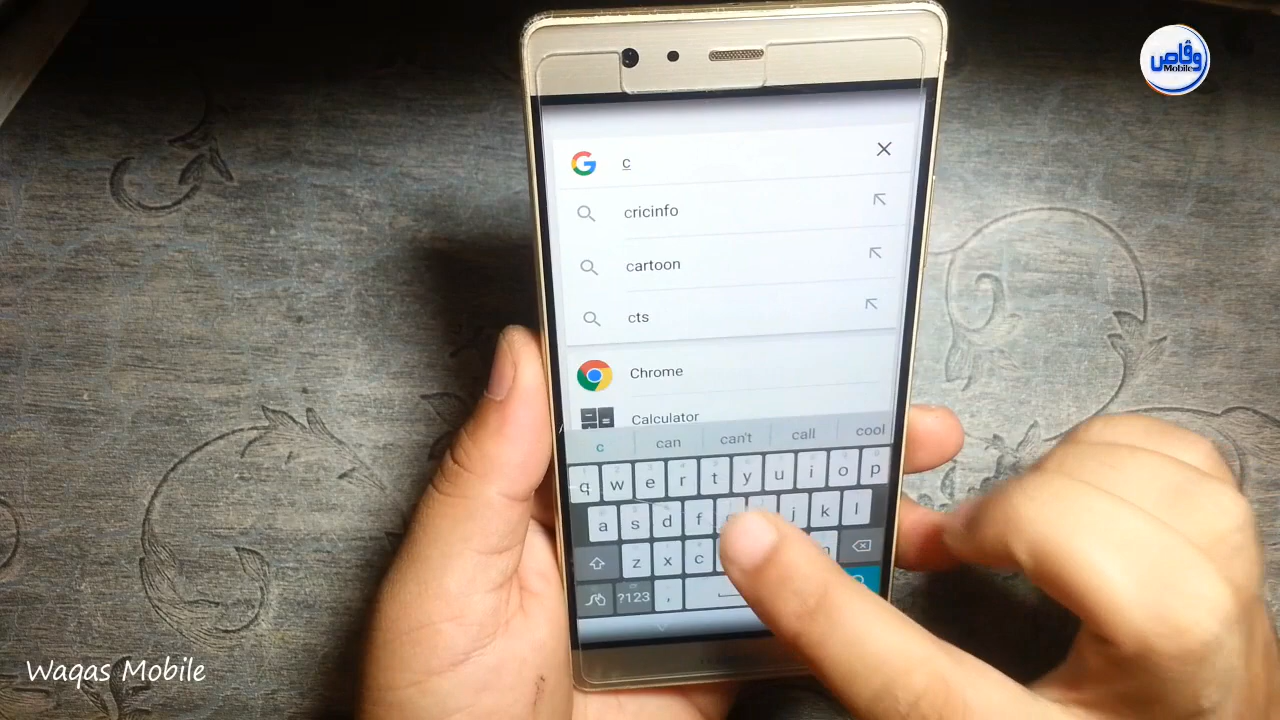 وقاص
Mobile
c
cricinfo
cartoon
cts
Chrome
Calculator
c can can't call cool
q w e r t y u i o p
a s d f j k l
z x c
?123 ,
Waqas Mobile